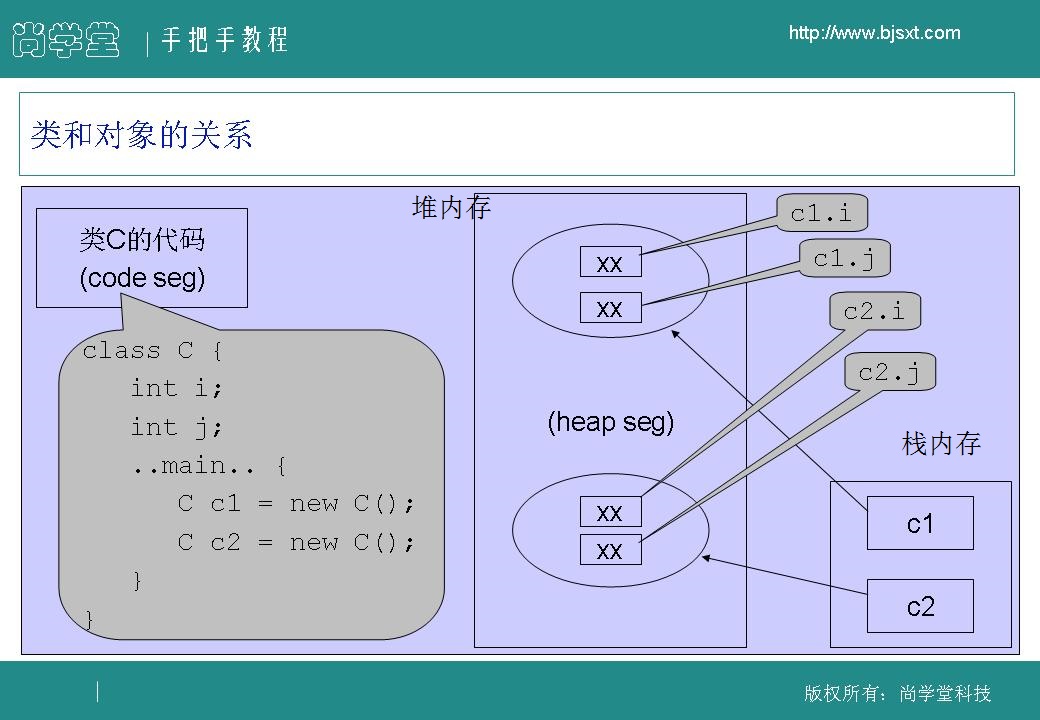 尚学堂
手把手教程
http://www.bjsxt.com
类和对象的关系
类C的代码
(code seg)
class C {
int i;
int j;
..main.. {
C c1 = new C();
C c2 = new C();
}
}
堆内存
xx
xx
(heap seg)
xx
xx
c1.i
c1.j
c2.i
c2.j
栈内存
c1
c2
版权所有：尚学堂科技